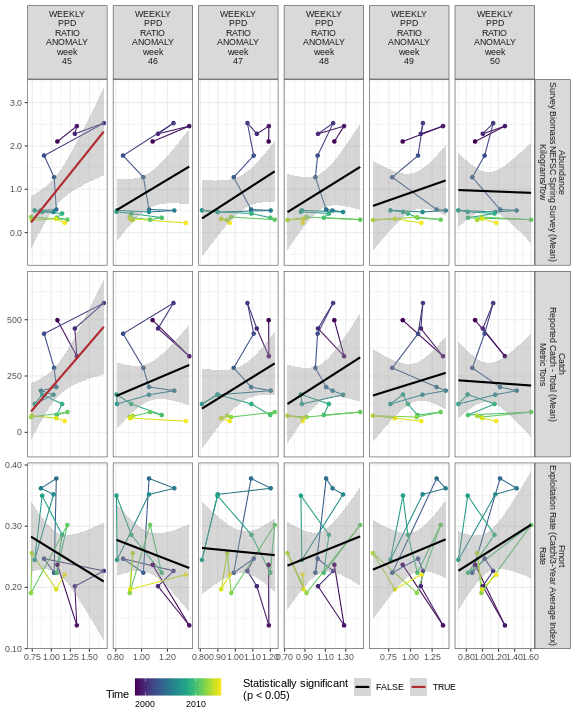 WEEKLY
PPD
RATIO
ANOMALY
week
45
WEEKLY
PPD
RATIO
ANOMALY
week
46
WEEKLY
PPD
RATIO
ANOMALY
week
47
WEEKLY
PPD
RATIO
ANOMALY
week
48
WEEKLY
PPD
RATIO
ANOMALY
week
49
WEEKLY
PPD
RATIO
ANOMALY
week
50
3.0
2.0
1.0
0.0
Abundance
Survey Biomass NEFSC Spring Survey (Mean)
Kilograms/Tow
500
250
0
Catch
Reported Catch - Total (Mean)
Metric Tons
0.40
0.30
0.20
0.10
Fmort
Exploitation Rate (Catch/3-Year Average Index)
Rate
0.75 1.00 1.25 1.50
0.80 1.00 1.20
0.80 0.90 1.00 1.10 1.20
0.70 0.90 1.10 1.30
0.75 1.00 1.25
0.80 1.00 1.20 1.40 1.60
Time
2000 2010
Statistically significant
(p < 0.05)
FALSE TRUE